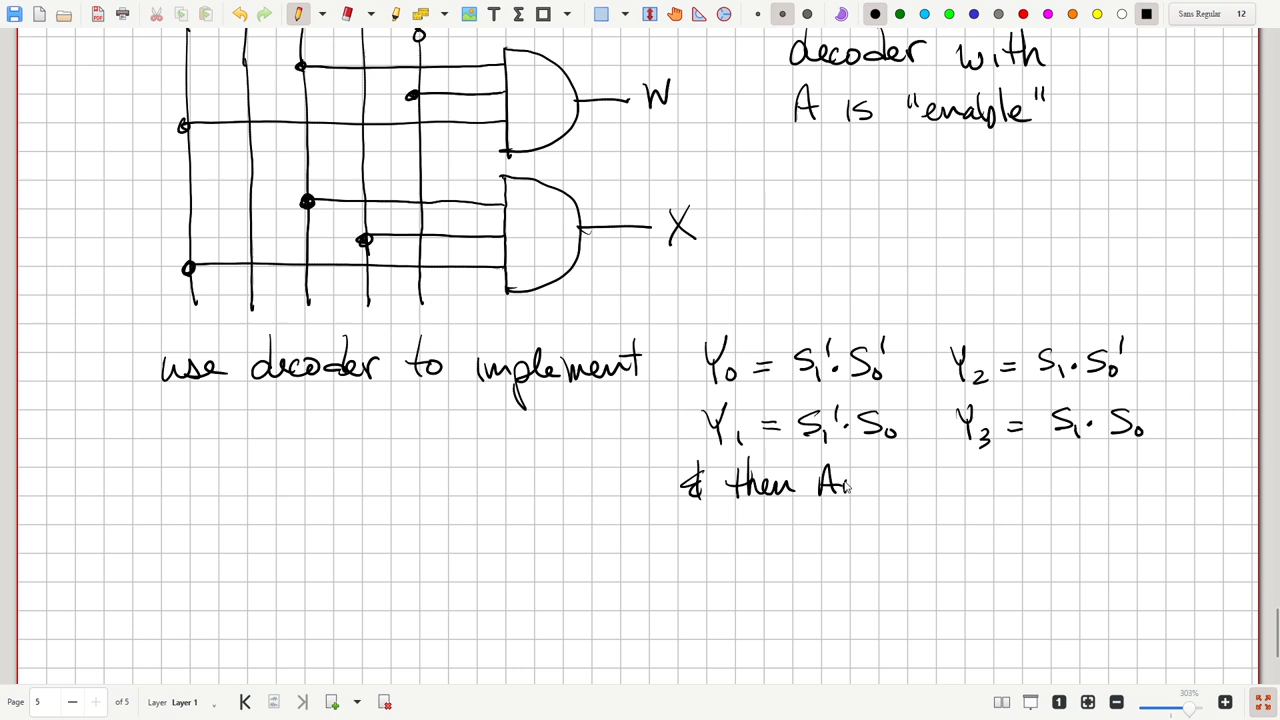 Sans Regular 12
decoder with
A is "enable"
W
X
use decoder to implement
Y₀ = S₁'·S₀' Y₂ = S₁·S₀'
Y₁ = S₁'·S₀ Y₃ = S₁·S₀
& then
Page 5 of 5 Layer Layer 1
303%